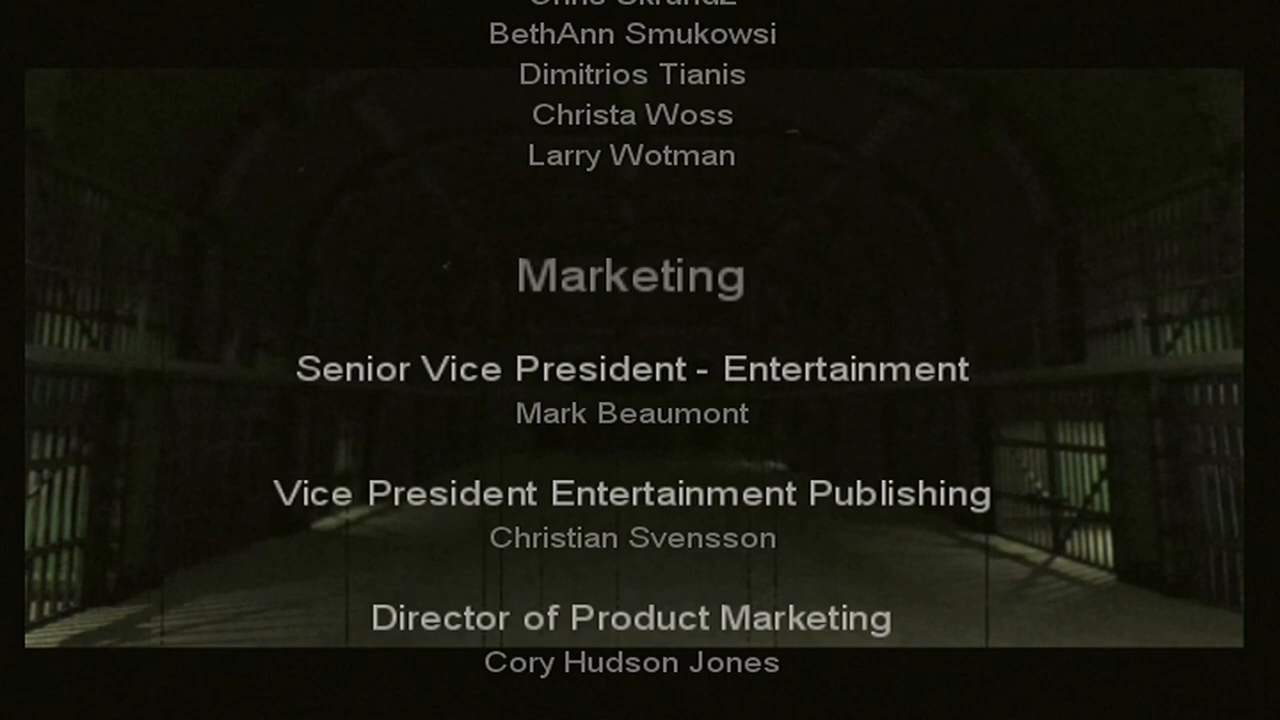 BethAnn Smukowsi
Dimitrios Tianis
Christa Woss
Larry Wotman
Marketing
Senior Vice President - Entertainment
Mark Beaumont
Vice President Entertainment Publishing
Christian Svensson
Director of Product Marketing
Cory Hudson Jones